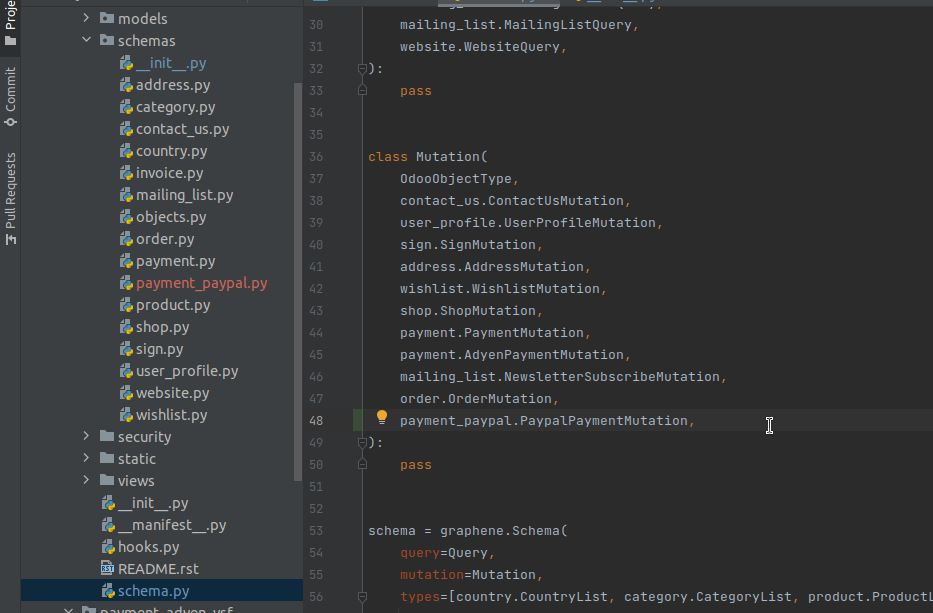 Proje
Commit
Pull Requests
models
schemas
__init__.py
address.py
category.py
contact_us.py
country.py
invoice.py
mailing_list.py
objects.py
order.py
payment.py
payment_paypal.py
product.py
shop.py
sign.py
user_profile.py
website.py
wishlist.py
security
static
views
__init__.py
__manifest__.py
hooks.py
README.rst
schema.py
payment_adyen_vsf
30 mailing_list.MailingListQuery,
31 website.WebsiteQuery,
32 ):
33 pass
34
35
36 class Mutation(
37 OdooObjectType,
38 contact_us.ContactUsMutation,
39 user_profile.UserProfileMutation,
40 sign.SignMutation,
41 address.AddressMutation,
42 wishlist.WishlistMutation,
43 shop.ShopMutation,
44 payment.PaymentMutation,
45 payment.AdyenPaymentMutation,
46 mailing_list.NewsletterSubscribeMutation,
47 order.OrderMutation,
48 payment_paypal.PaypalPaymentMutation,
49 ):
50 pass
51
52
53 schema = graphene.Schema(
54 query=Query,
55 mutation=Mutation,
56 types=[country.CountryList, category.CategoryList, product.ProductL